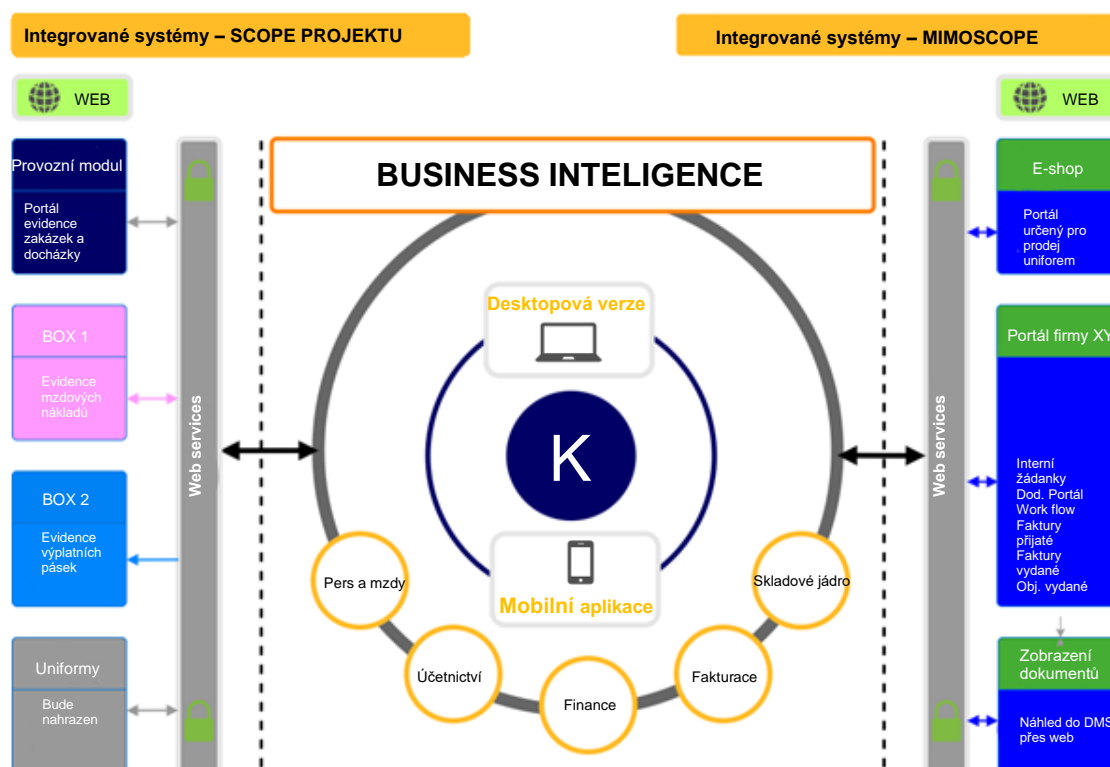 Integrované systémy – SCOPE PROJEKTU
Integrované systémy – MIMOSCOPE
WEB
WEB
Provozní modul
Portál
evidence
zakázek a
docházky
BOX 1
Evidence
mzdových
nákladů
BOX 2
Evidence
výplatních
pásek
Uniformy
Bude
nahrazen
Web services
BUSINESS INTELIGENCE
Desktopová verze
K
Mobilní aplikace
Pers a mzdy
Účetnictví
Finance
Fakturace
Skladové jádro
Web services
E-shop
Portál
určený pro
prodej
uniforem
Portál firmy XY
Interní
žádanky
Dod. Portál
Work flow
Faktury
přijaté
Faktury
vydané
Obj. vydané
Zobrazení
dokumentů
Náhled do DMS
přes web